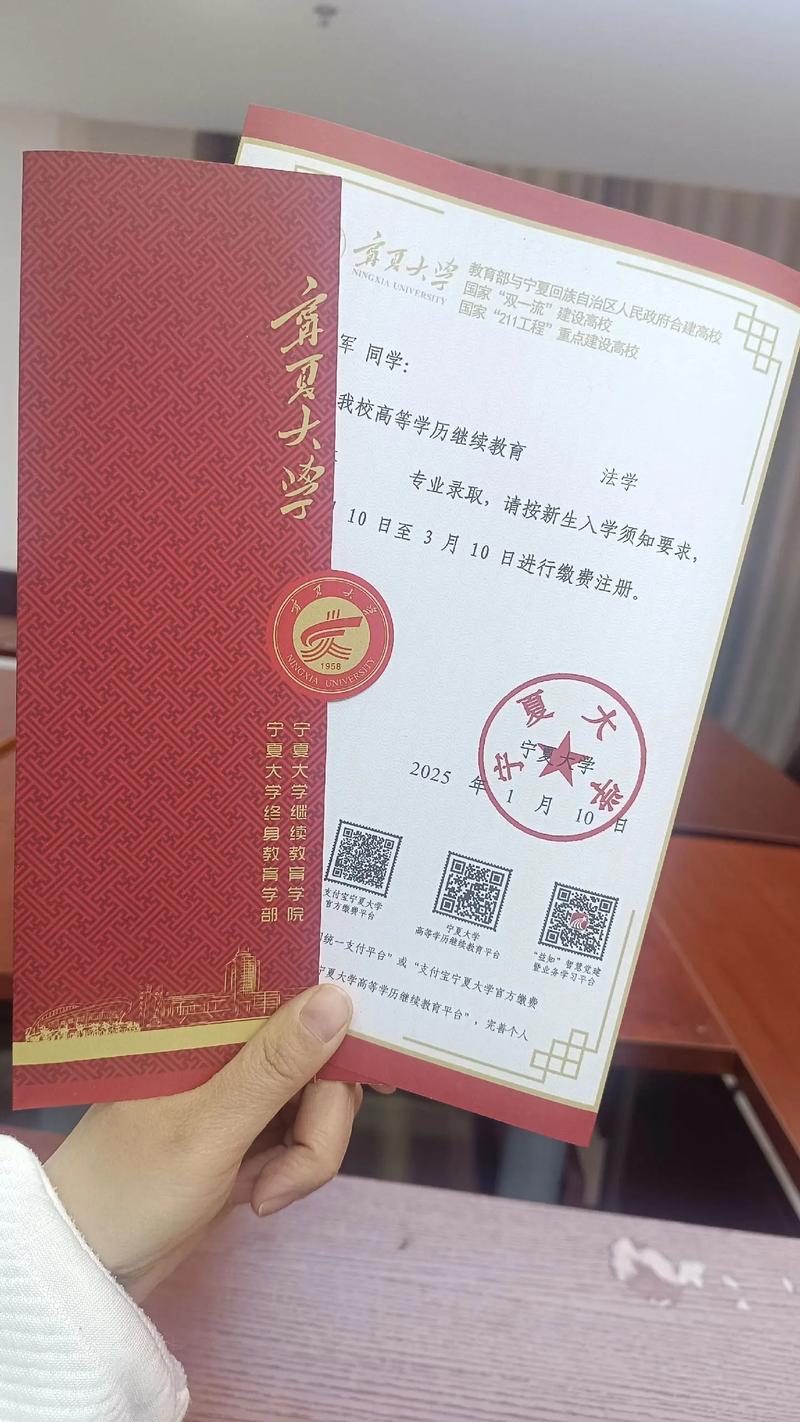 宁夏大学
宁夏大学
NINGXIA UNIVERSITY
1958
宁夏大学继续教育学院
宁夏大学终身教育学部
宁夏大学
NINGXIA UNIVERSITY
教育部与宁夏回族自治区人民政府合建高校
国家“双一流”建设高校
国家“211工程”重点建设高校
军 同学:
我校高等学历继续教育 法学
专业录取，请按新生入学须知要求，
10 日至 3 月 10 日进行缴费注册。
宁夏大学
宁夏大学
2025 年 1 月 10 日
支付宝宁夏大学
官方缴费平台
宁夏大学
高等学历继续教育平台
“益知”智慧党建
暨业务学习平台
统一支付平台”或“支付宝宁夏大学官方缴费
宁夏大学高等学历继续教育平台”，完善个人